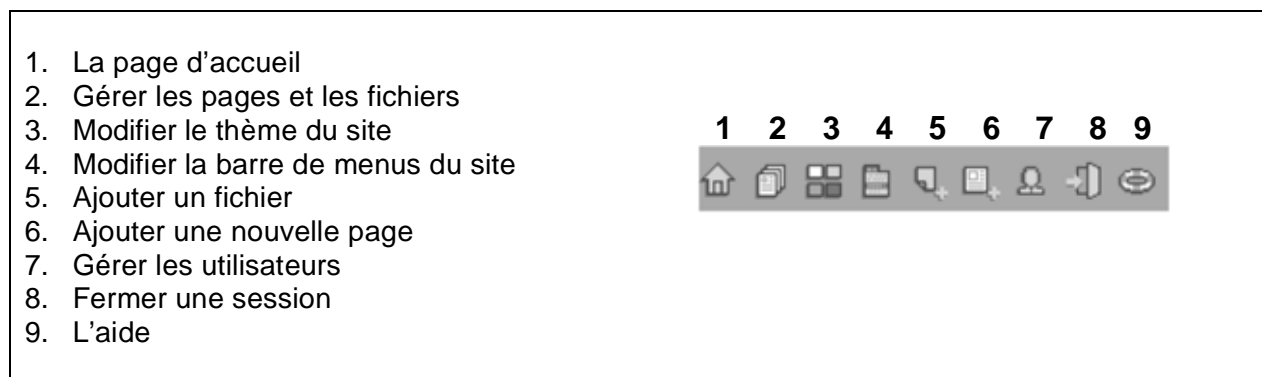 1. La page d’accueil
2. Gérer les pages et les fichiers
3. Modifier le thème du site
4. Modifier la barre de menus du site
5. Ajouter un fichier
6. Ajouter une nouvelle page
7. Gérer les utilisateurs
8. Fermer une session
9. L’aide
1 2 3 4 5 6 7 8 9